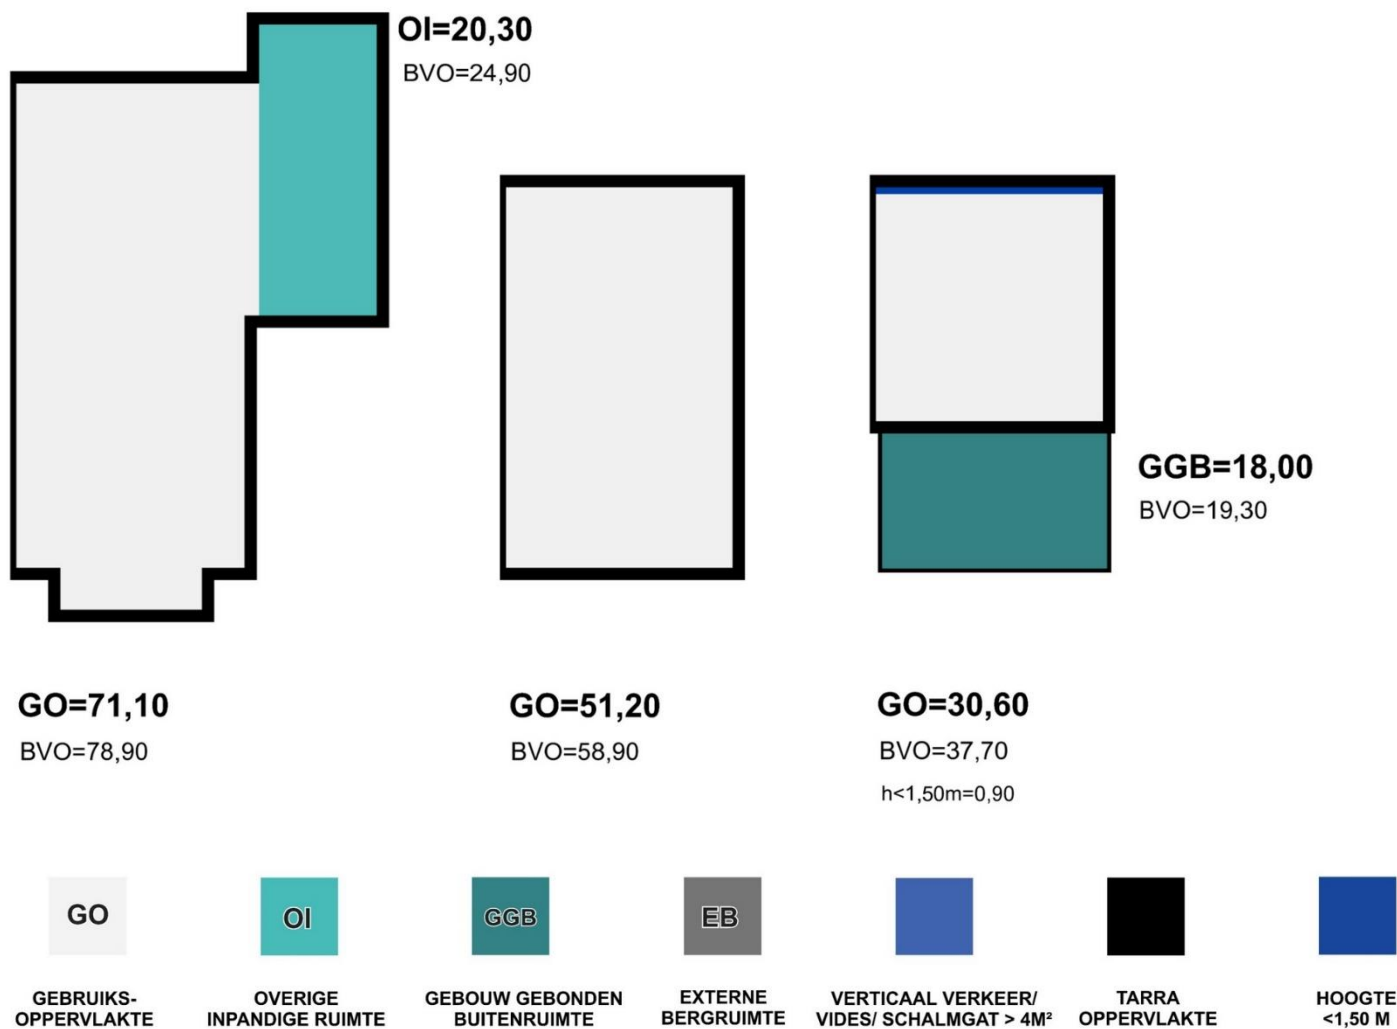 OI=20,30
BVO=24,90
GGB=18,00
BVO=19,30
GO=71,10
BVO=78,90
GO=51,20
BVO=58,90
GO=30,60
BVO=37,70
h<1,50m=0,90
GO
OI
GGB
EB
GEBRUIKS-
OPPERVLAKTE
OVERIGE
INPANDIGE RUIMTE
GEBOUW GEBONDEN
BUITENRUIMTE
EXTERNE
BERGRUIMTE
VERTICAAL VERKEER/
VIDES/ SCHALMGAT > 4M²
TARRA
OPPERVLAKTE
HOOGTE
<1,50 M